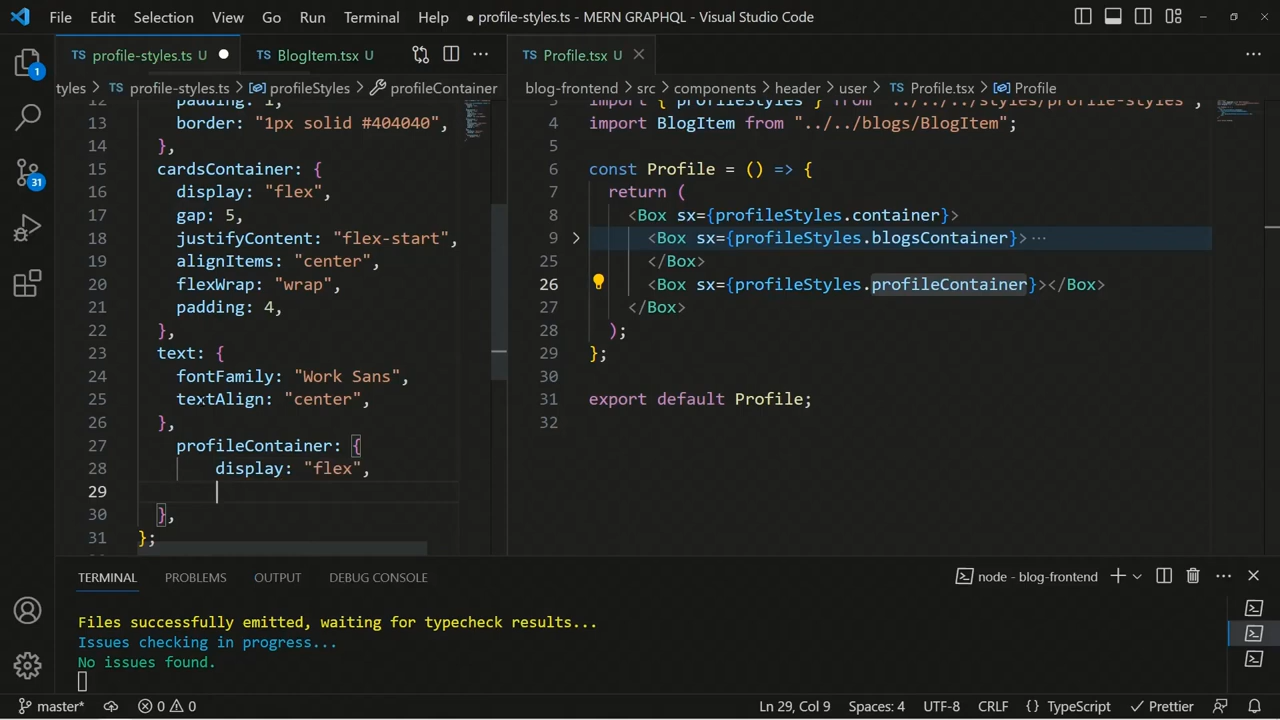 File Edit Selection View Go Run Terminal Help ● profile-styles.ts - MERN GRAPHQL - Visual Studio Code
TS profile-styles.ts U ● TS BlogItem.tsx U
TS Profile.tsx U
tyles > TS profile-styles.ts > profileStyles > profileContainer
blog-frontend > src > components > header > user > TS Profile.tsx > Profile
1
31
12 padding: 1,
13 border: "1px solid #404040",
14 },
15 cardsContainer: {
16 display: "flex",
17 gap: 5,
18 justifyContent: "flex-start",
19 alignItems: "center",
20 flexWrap: "wrap",
21 padding: 4,
22 },
23 text: {
24 fontFamily: "Work Sans",
25 textAlign: "center",
26 },
27 profileContainer: {
28 display: "flex",
29
30 },
31 };
3 import { profileStyles } from "../../../styles/profile-styles";
4 import BlogItem from "../../blogs/BlogItem";
5
6 const Profile = () => {
7 return (
8 <Box sx={profileStyles.container}>
9 <Box sx={profileStyles.blogsContainer}> ···
25 </Box>
26 <Box sx={profileStyles.profileContainer}></Box>
27 </Box>
28 );
29 };
30
31 export default Profile;
32
TERMINAL PROBLEMS OUTPUT DEBUG CONSOLE
node - blog-frontend
Files successfully emitted, waiting for typecheck results...
Issues checking in progress...
No issues found.
master* 0 0 Ln 29, Col 9 Spaces: 4 UTF-8 CRLF {} TypeScript Prettier